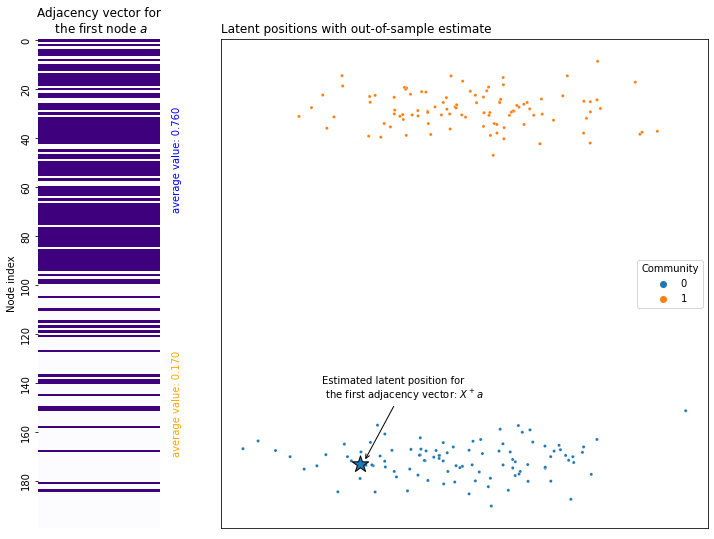 Adjacency vector for
the first node a
Latent positions with out-of-sample estimate
0
20
40
60
80
100
120
140
160
180
Node index
average value: 0.760
average value: 0.170
Community
0
1
Estimated latent position for
the first adjacency vector: X⁺a